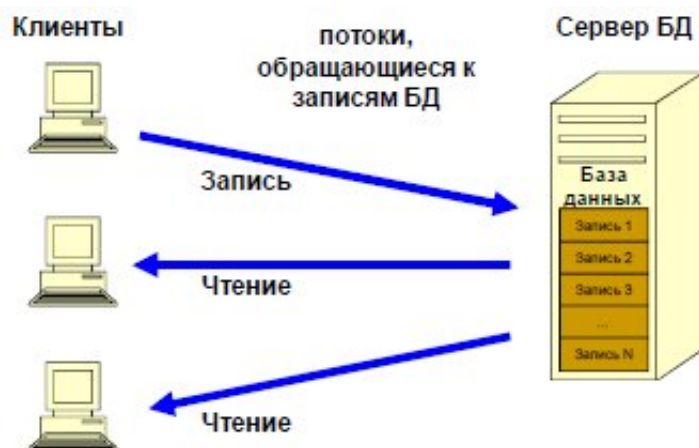 Клиенты
потоки,
обращающиеся к
записям БД
Сервер БД
Запись
Чтение
Чтение
База
данных
Запись 1
Запись 2
Запись 3
...
Запись N